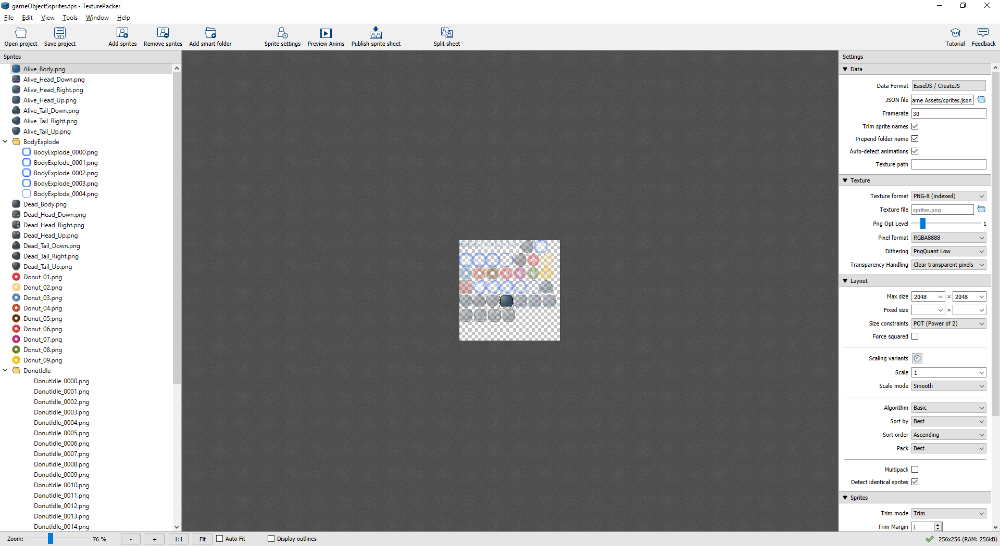 gameObjectSsprites.tps - TexturePacker
File Edit View Tools Window Help
Open project Save project Add sprites Remove sprites Add smart folder Sprite settings Preview Anims Publish sprite sheet Split sheet Tutorial Feedback
Sprites
Alive_Body.png
Alive_Head_Down.png
Alive_Head_Right.png
Alive_Head_Up.png
Alive_Tail_Down.png
Alive_Tail_Right.png
Alive_Tail_Up.png
BodyExplode
BodyExplode_0000.png
BodyExplode_0001.png
BodyExplode_0002.png
BodyExplode_0003.png
BodyExplode_0004.png
Dead_Body.png
Dead_Head_Down.png
Dead_Head_Right.png
Dead_Head_Up.png
Dead_Tail_Down.png
Dead_Tail_Right.png
Dead_Tail_Up.png
Donut_01.png
Donut_02.png
Donut_03.png
Donut_04.png
Donut_05.png
Donut_06.png
Donut_07.png
Donut_08.png
Donut_09.png
DonutIdle
DonutIdle_0000.png
DonutIdle_0001.png
DonutIdle_0002.png
DonutIdle_0003.png
DonutIdle_0004.png
DonutIdle_0005.png
DonutIdle_0006.png
DonutIdle_0007.png
DonutIdle_0008.png
DonutIdle_0009.png
DonutIdle_0010.png
DonutIdle_0011.png
DonutIdle_0012.png
DonutIdle_0013.png
DonutIdle_0014.png
Settings
Data
Data Format EaselJS / CreateJS
JSON file ame Assets/sprites.json
Framerate 30
Trim sprite names
Prepend folder name
Auto-detect animations
Texture path
Texture
Texture format PNG-8 (indexed)
Texture file sprites.png
Png Opt Level 1
Pixel format RGBA8888
Dithering PngQuant Low
Transparency Handling Clear transparent pixels
Layout
Max size 2048 × 2048
Fixed size ×
Size constraints POT (Power of 2)
Force squared
Scaling variants
Scale 1
Scale mode Smooth
Algorithm Basic
Sort by Best
Sort order Ascending
Pack Best
Multipack
Detect identical sprites
Sprites
Trim mode Trim
Trim Margin 1
Zoom: 76 % - + 1:1 Fit Auto Fit Display outlines 256x256 (RAM: 256kB)